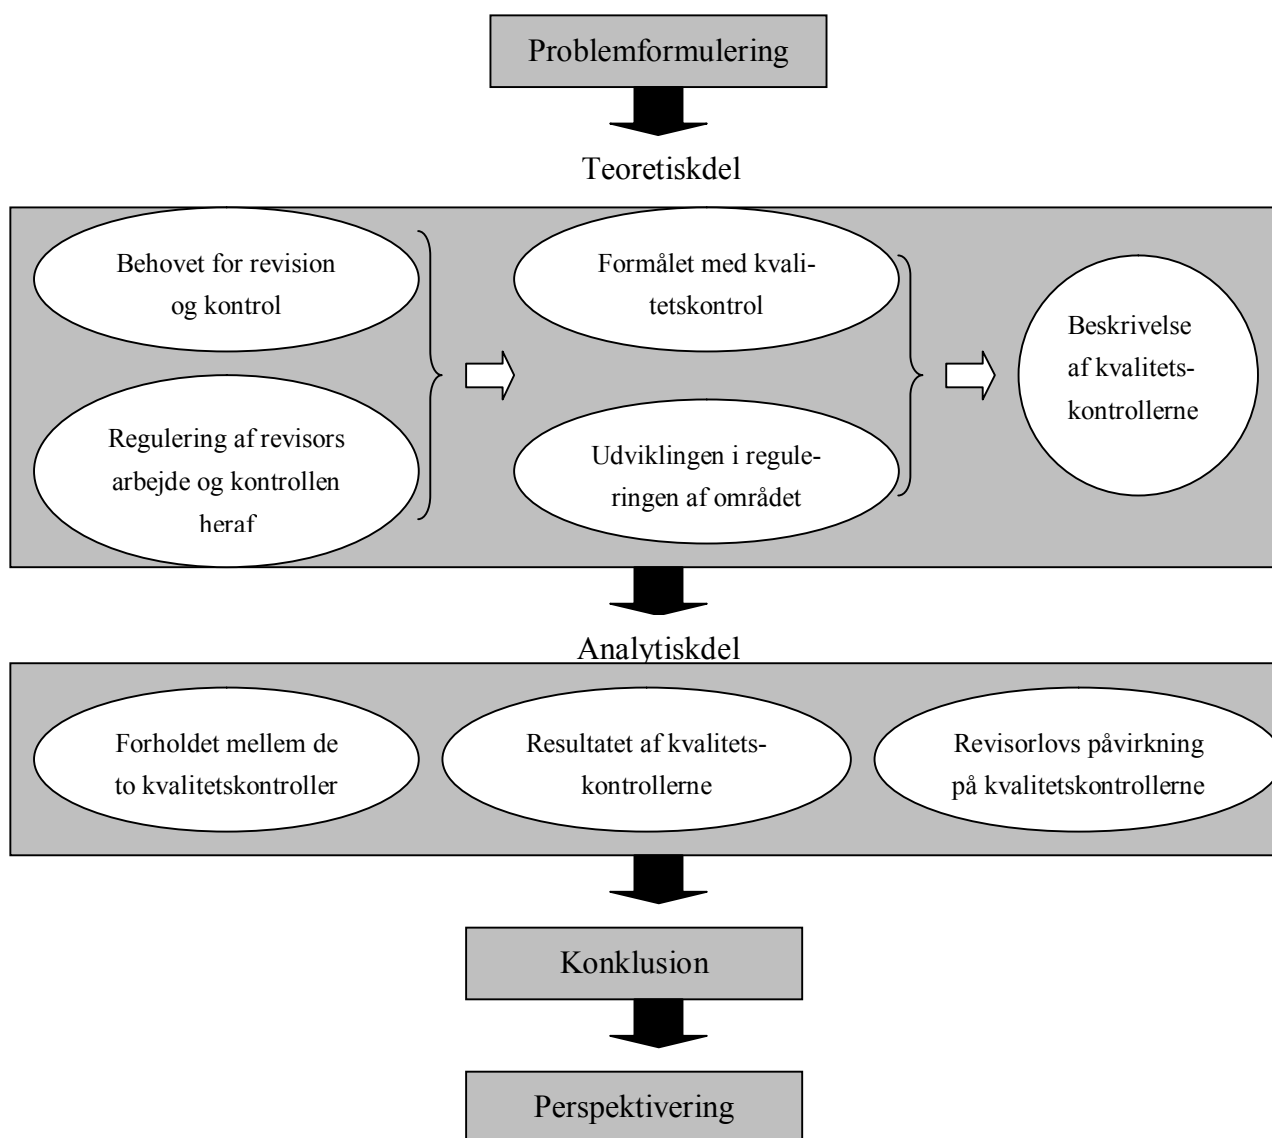 Problemformulering
Teoretiskdel
Behovet for revision
og kontrol
Regulering af revisors
arbejde og kontrollen
heraf
Formålet med kvali-
tetskontrol
Udviklingen i regule-
ringen af området
Beskrivelse
af kvalitets-
kontrollerne
Analytiskdel
Forholdet mellem de
to kvalitetskontroller
Resultatet af kvalitets-
kontrollerne
Revisorlovs påvirkning
på kvalitetskontrollerne
Konklusion
Perspektivering